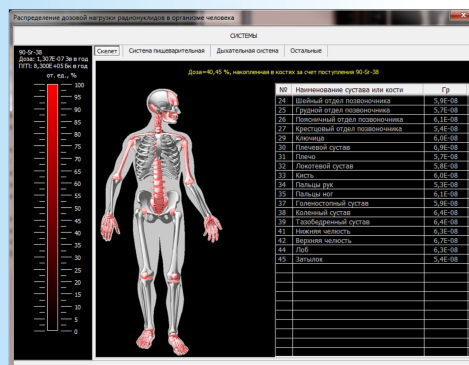 Распределение дозовой нагрузки радионуклидов в организме человека
СИСТЕМЫ
90-Sr-38
Доза: 1,307E-07 Зв в год
ПГП: 8,300E+05 Бк в год
от. ед., %
100
95
90
85
80
75
70
65
60
55
50
45
40
35
30
25
20
15
10
5
0
Скелет Система пищеварительная Дыхательная система Остальные
Доза=40,45 %, накопленная в костях за счет поступления 90-Sr-38
№ Наименование сустава или кости Гр
24 Шейный отдел позвоночника 5,9E-08
25 Грудной отдел позвоночника 5,7E-08
26 Поясничный отдел позвоночника 6,1E-08
27 Крестцовый отдел позвоночника 5,4E-08
29 Ключица 6,0E-08
30 Плечевой сустав 6,9E-08
31 Плечо 5,7E-08
32 Локотевой сустав 5,8E-08
33 Кисть 6,0E-08
34 Пальцы рук 5,3E-08
35 Пальцы ног 6,1E-08
37 Голеностопный сустав 5,9E-08
38 Коленный сустав 6,4E-08
39 Тазобедренный сустав 6,4E-08
41 Нижняя челюсть 6,3E-08
42 Верхняя челюсть 6,7E-08
44 Лоб 6,3E-08
45 Затылок 5,4E-08